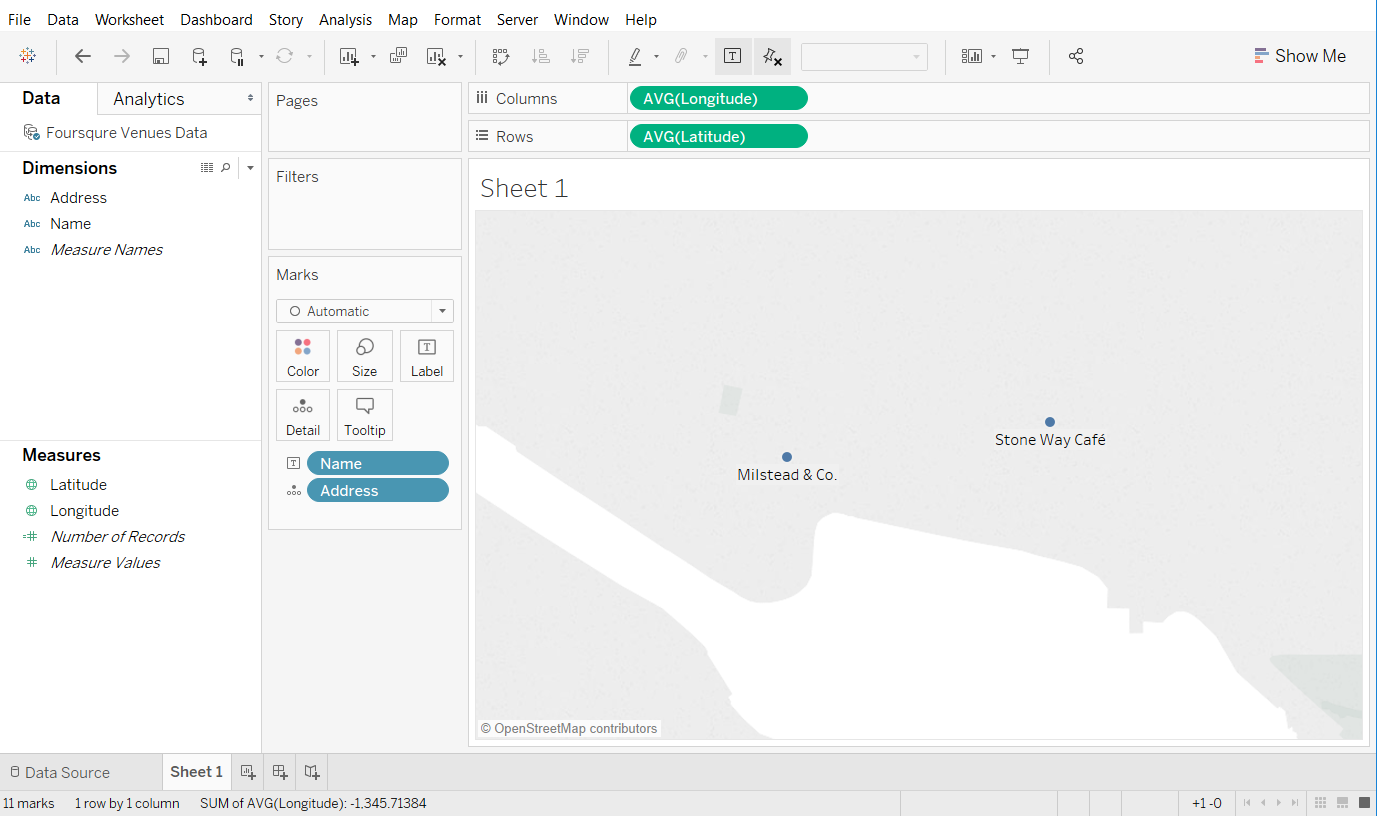 File Data Worksheet Dashboard Story Analysis Map Format Server Window Help
T Show Me
Data Analytics
Foursqure Venues Data
Dimensions
Abc Address
Abc Name
Abc Measure Names
Measures
Latitude
Longitude
=# Number of Records
# Measure Values
Pages
Filters
Marks
Automatic
Color Size T Label
Detail Tooltip
T Name
Address
Columns AVG(Longitude)
Rows AVG(Latitude)
Sheet 1
Stone Way Café
Milstead & Co.
© OpenStreetMap contributors
Data Source Sheet 1
11 marks 1 row by 1 column SUM of AVG(Longitude): -1,345.71384 +1 -0